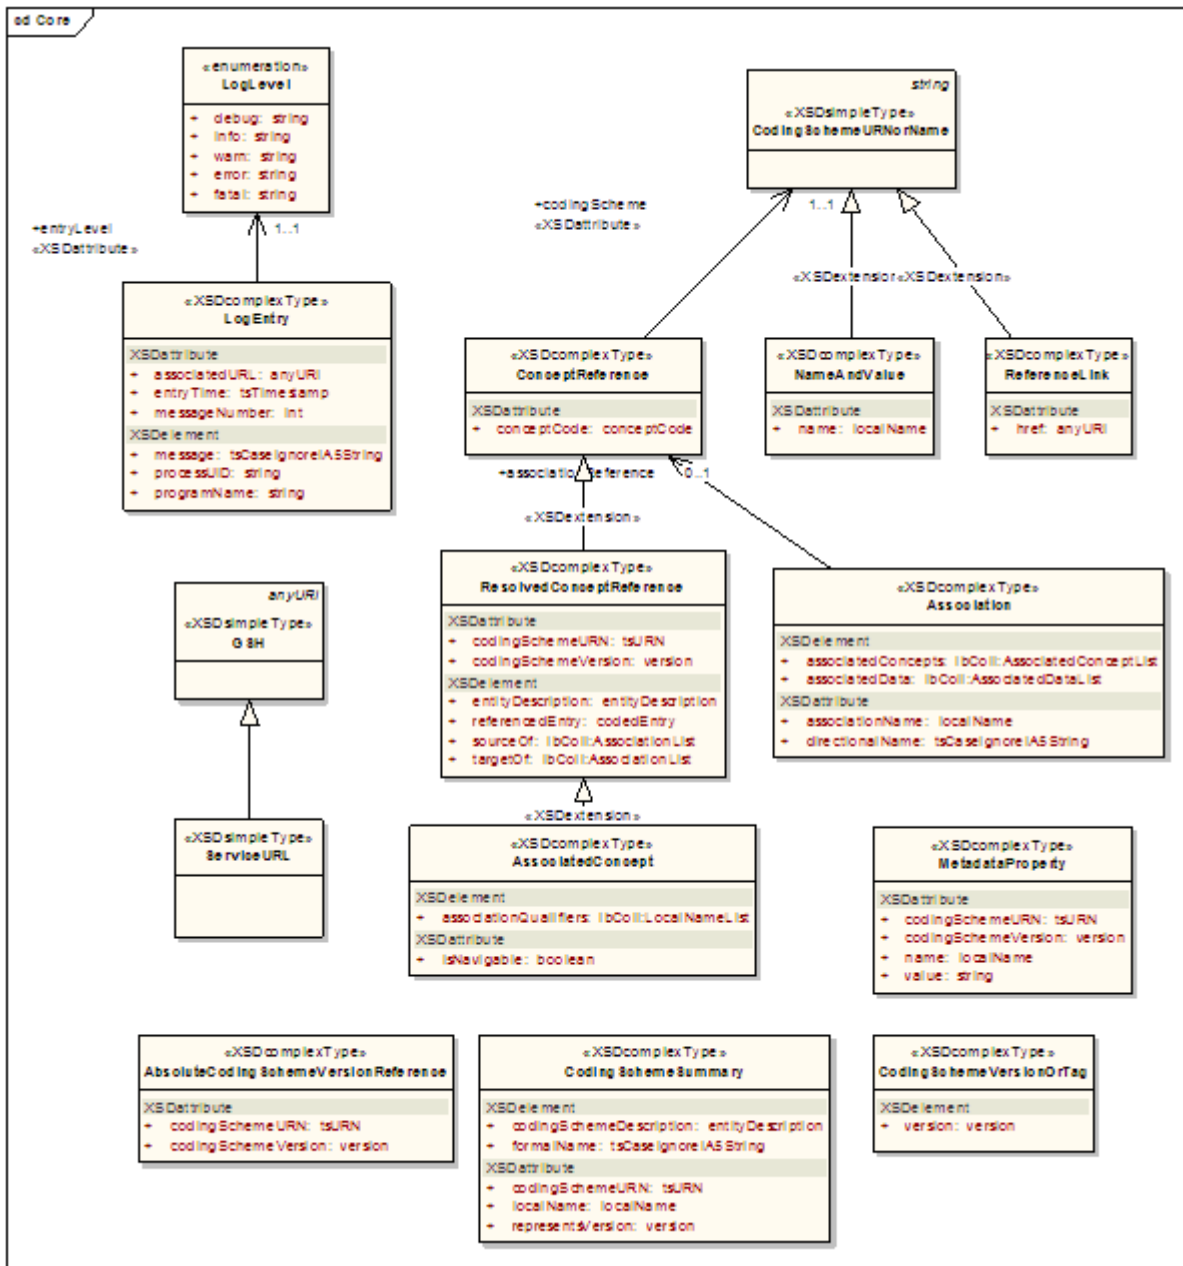 cd Core
«enumeration»
LogLevel
+ debug: string
+ info: string
+ warn: string
+ error: string
+ fatal: string
+entryLevel
«XSDattribute»
1..1
«XSDcomplexType»
LogEntry
XSDattribute
+ associatedURL: anyURI
+ entryTime: tsTimestamp
+ messageNumber: int
XSDelement
+ message: tsCaseIgnoreIA5String
+ processUID: string
+ programName: string
string
«XSDsimpleType»
CodingSchemeURNorName
+codingScheme
«XSDattribute»
1..1
«XSDextension»
«XSDextension»
«XSDcomplexType»
ConceptReference
XSDattribute
+ conceptCode: conceptCode
«XSDcomplexType»
NameAndValue
XSDattribute
+ name: localName
«XSDcomplexType»
ReferenceLink
XSDattribute
+ href: anyURI
+associationReference
0..1
«XSDextension»
«XSDcomplexType»
ResolvedConceptReference
XSDattribute
+ codingSchemeURN: tsURN
+ codingSchemeVersion: version
XSDelement
+ entityDescription: entityDescription
+ referencedEntry: codedEntry
+ sourceOf: lbColl:AssociationList
+ targetOf: lbColl:AssociationList
«XSDcomplexType»
Association
XSDelement
+ associatedConcepts: lbColl:AssociatedConceptList
+ associatedData: lbColl:AssociatedDataList
XSDattribute
+ associationName: localName
+ directionalName: tsCaseIgnoreIA5String
anyURI
«XSDsimpleType»
GSH
«XSDsimpleType»
ServiceURL
«XSDextension»
«XSDcomplexType»
AssociatedConcept
XSDelement
+ associationQualifiers: lbColl:LocalNameList
XSDattribute
+ isNavigable: boolean
«XSDcomplexType»
MetadataProperty
XSDattribute
+ codingSchemeURN: tsURN
+ codingSchemeVersion: version
+ name: localName
+ value: string
«XSDcomplexType»
AbsoluteCodingSchemeVersionReference
XSDattribute
+ codingSchemeURN: tsURN
+ codingSchemeVersion: version
«XSDcomplexType»
CodingSchemeSummary
XSDelement
+ codingSchemeDescription: entityDescription
+ formalName: tsCaseIgnoreIA5String
XSDattribute
+ codingSchemeURN: tsURN
+ localName: localName
+ representsVersion: version
«XSDcomplexType»
CodingSchemeVersionOrTag
XSDelement
+ version: version